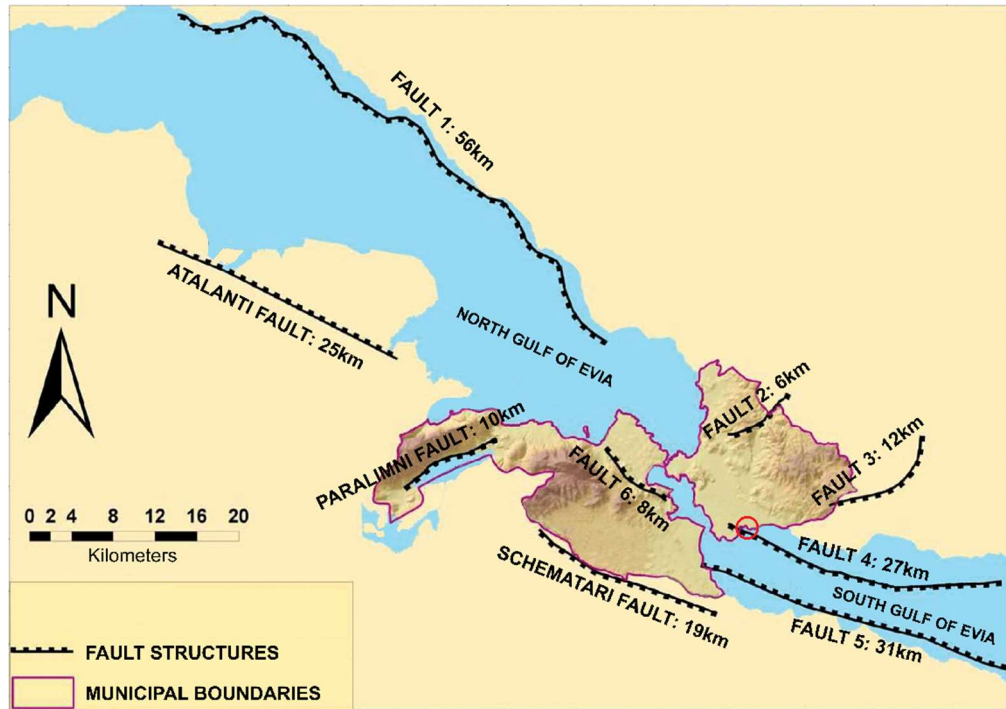 FAULT 1: 56km
ATALANTI FAULT: 25km
NORTH GULF OF EVIA
N
FAULT 2: 6km
PARALIMNI FAULT: 10km
FAULT 3: 12km
FAULT 6: 8km
0 2 4 8 12 16 20
Kilometers
FAULT 4: 27km
SCHEMATARI FAULT: 19km
SOUTH GULF OF EVIA
FAULT 5: 31km
FAULT STRUCTURES
MUNICIPAL BOUNDARIES